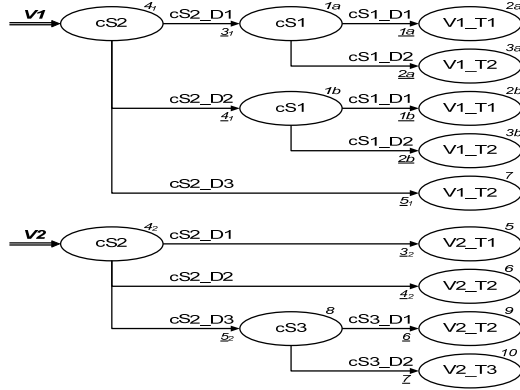 V1 cS2 4₁ cS2_D1 3₁ cS1 1a cS1_D1 1a V1_T1 2a
cS1_D2 2a V1_T2 3a
cS2_D2 4₁ cS1 1b cS1_D1 1b V1_T1 2b
cS1_D2 2b V1_T2 3b
cS2_D3 5₁ V1_T2 7
V2 cS2 4₂ cS2_D1 3₂ V2_T1 5
cS2_D2 4₂ V2_T2 6
cS2_D3 5₂ cS3 8 cS3_D1 6 V2_T2 9
cS3_D2 7 V2_T3 10